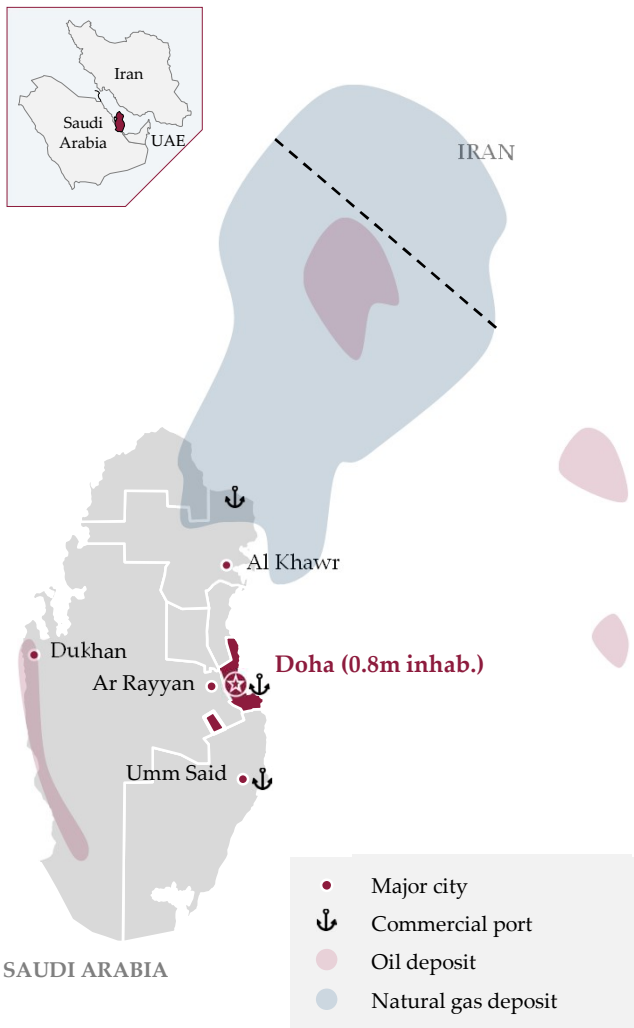 Iran
Saudi
Arabia
UAE
IRAN
Al Khawr
Dukhan
Doha (0.8m inhab.)
Ar Rayyan
Umm Said
Major city
Commercial port
Oil deposit
Natural gas deposit
SAUDI ARABIA